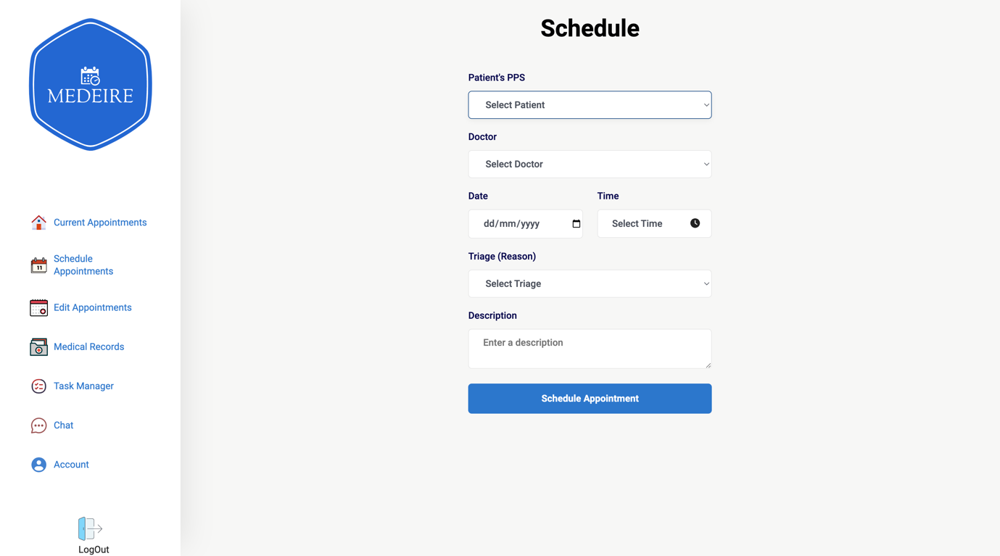 MEDEIRE
Current Appointments
Schedule
Appointments
11
Edit Appointments
Medical Records
Task Manager
Chat
Account
LogOut
Schedule
Patient's PPS
Select Patient
Doctor
Select Doctor
Date Time
dd/mm/yyyy Select Time
Triage (Reason)
Select Triage
Description
Enter a description
Schedule Appointment